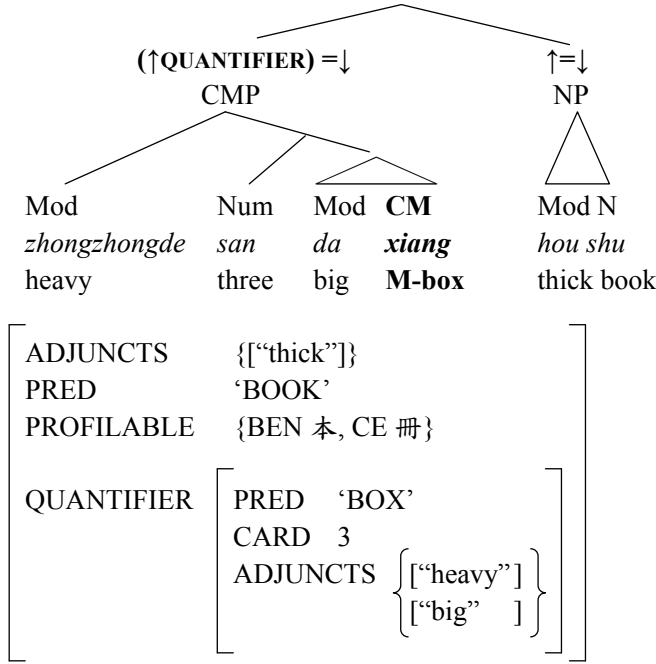 (↑QUANTIFIER) =↓ ↑=↓
CMP NP
Mod Num Mod CM Mod N
zhongzhongde san da xiang hou shu
heavy three big M-box thick book
ADJUNCTS {[“thick”]}
PRED ‘BOOK’
PROFILABLE {BEN 本, CE 冊}
QUANTIFIER PRED ‘BOX’
CARD 3
ADJUNCTS {[“heavy”]
[“big” ]}